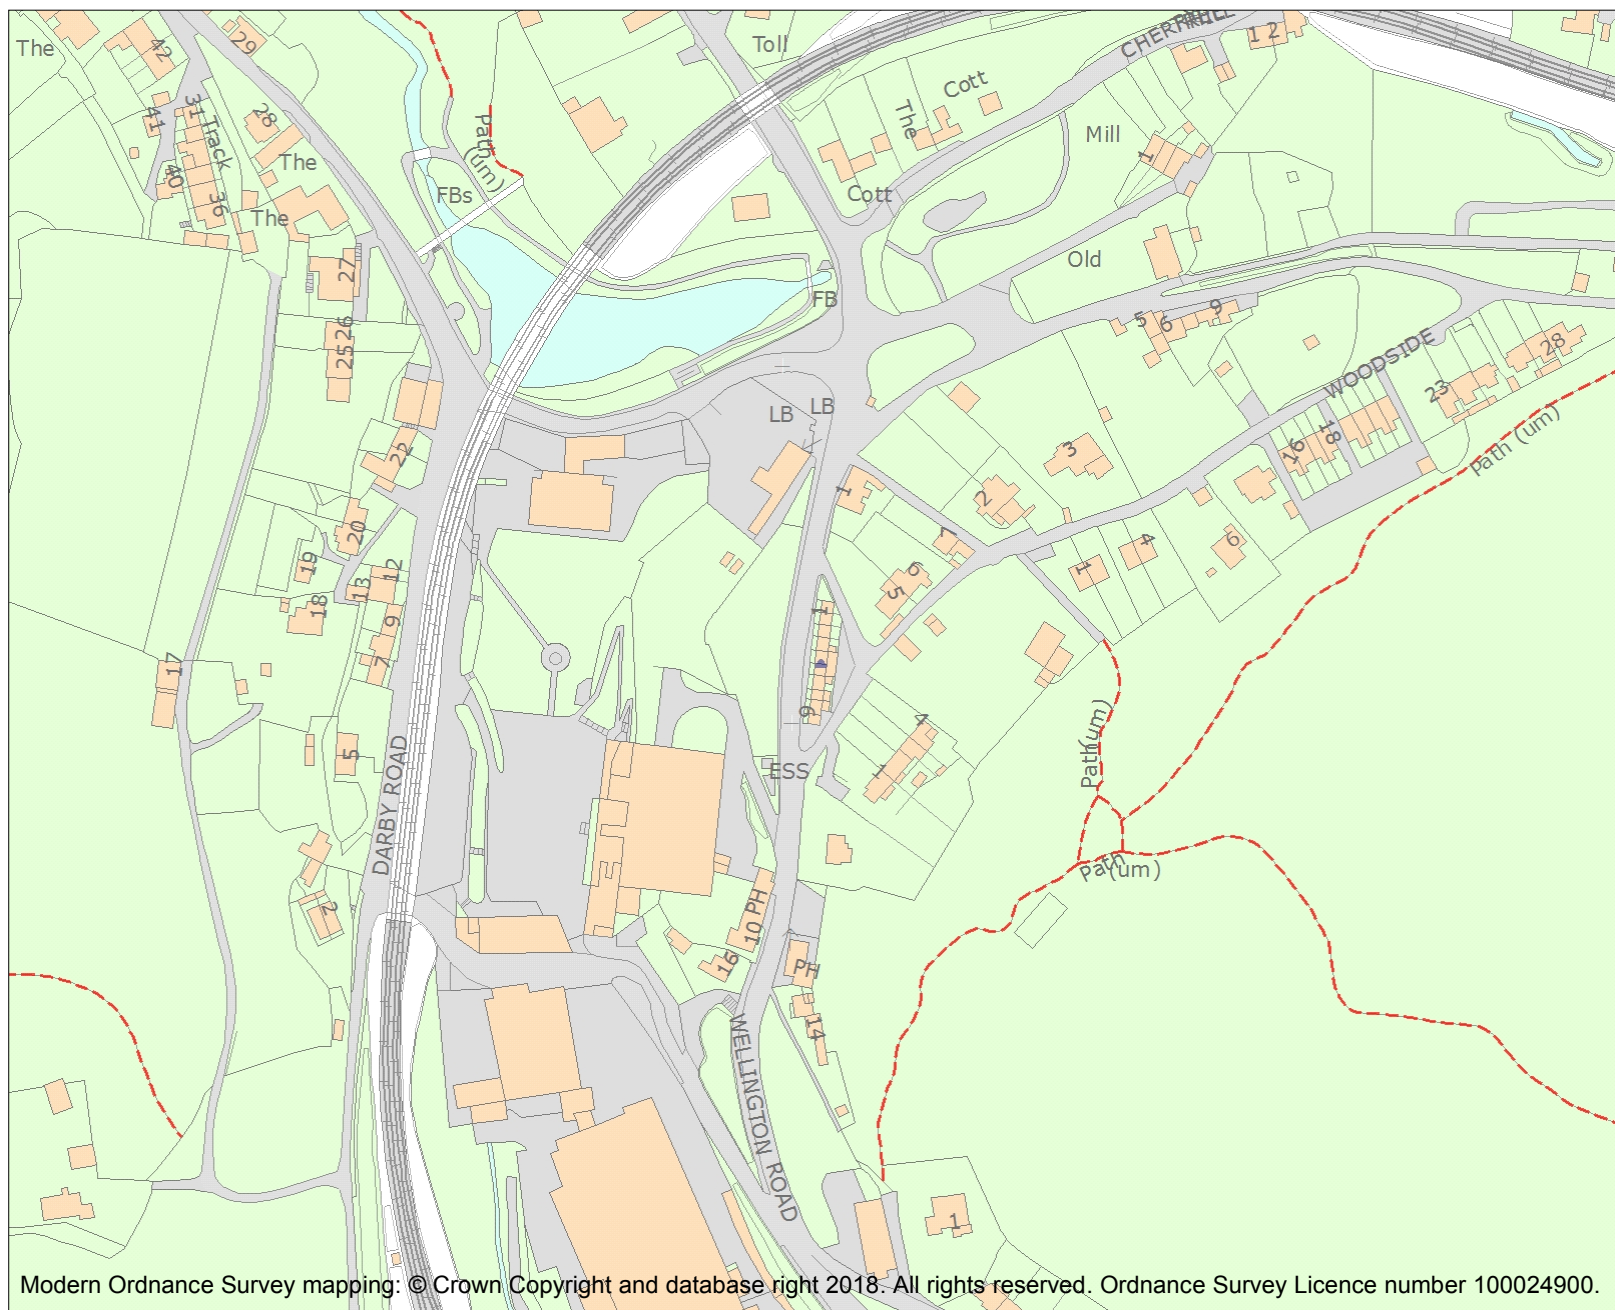 The
42
29
Toll
CHERRY HILL
1 2
41
31
Track
28
The
Path
(um)
The
Cott
Mill
1
40
36
FBs
Cott
The
27
Old
FB
26
25
5
6
9
WOODSIDE
28
LB
LB
23
22
3
16
18
Path (um)
1
2
20
19
13
12
7
6
5
1
4
6
18
9
7
1
17
9
4
1
Path
(um)
5
DARBY ROAD
ESS
Path
(um)
2
10 PH
16
PH
14
WELLINGTON ROAD
1
Modern Ordnance Survey mapping: © Crown Copyright and database right 2018. All rights reserved. Ordnance Survey Licence number 100024900.